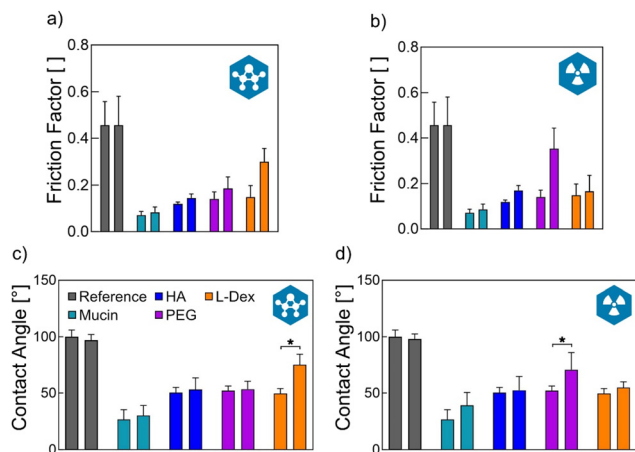 a)
b)
0.8
0.6
0.4
0.2
0.0
Friction Factor [ ]
0.8
0.6
0.4
0.2
0.0
Friction Factor [ ]
c)
d)
150
100
50
0
Contact Angle [°]
Reference HA L-Dex
Mucin PEG
*
150
100
50
0
Contact Angle [°]
*